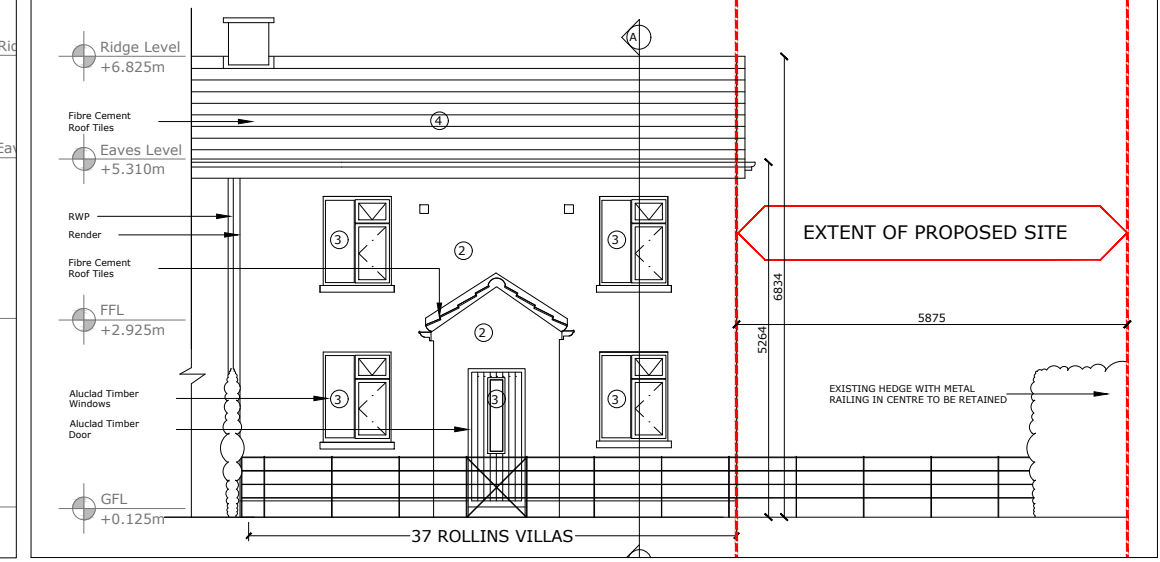 Ridge Level
+6.825m
Fibre Cement
Roof Tiles
Eaves Level
+5.310m
RWP
Render
Fibre Cement
Roof Tiles
FFL
+2.925m
Aluclad Timber
Windows
Aluclad Timber
Door
GFL
+0.125m
A
4
3
2
3
2
3
3
3
37 ROLLINS VILLAS
EXTENT OF PROPOSED SITE
6834
5264
5875
EXISTING HEDGE WITH METAL
RAILING IN CENTRE TO BE RETAINED